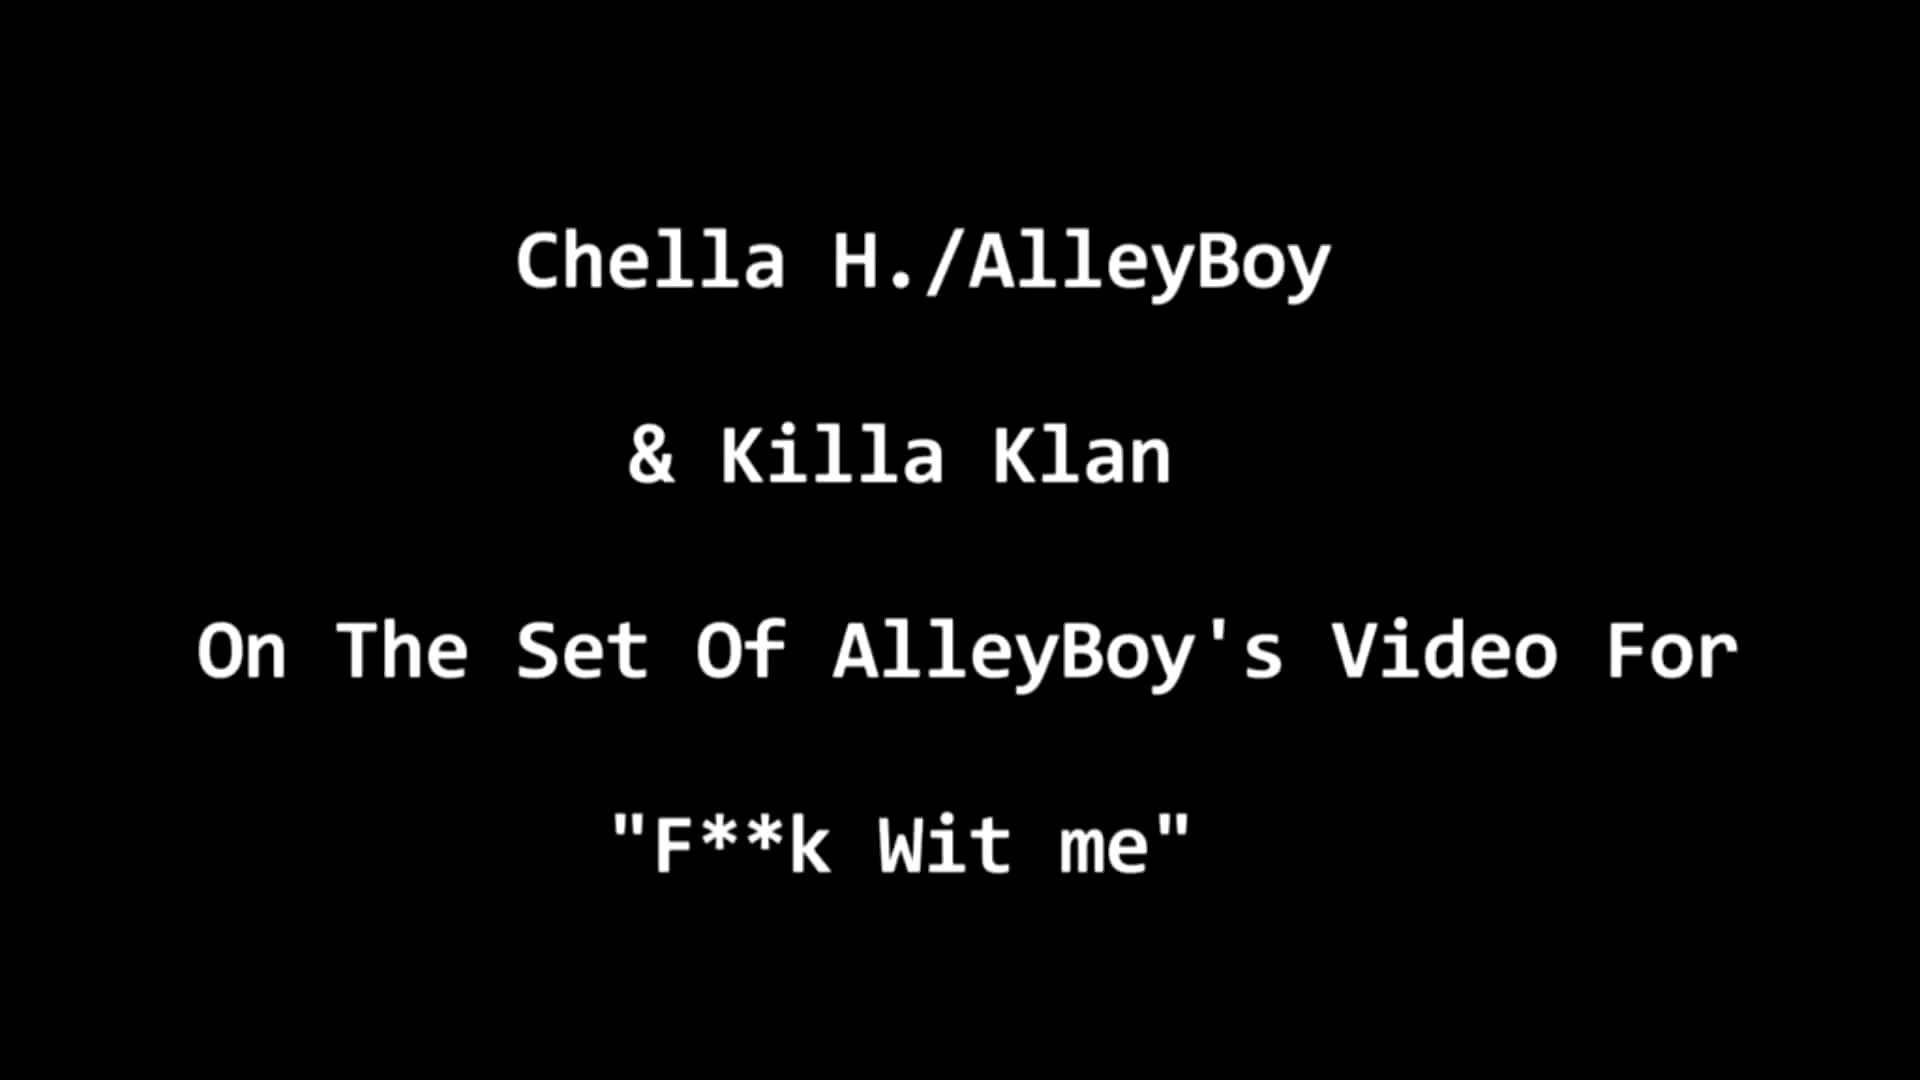 Chella H./AlleyBoy
& Killa Klan
On The Set Of AlleyBoy's Video For
"F**k Wit me"